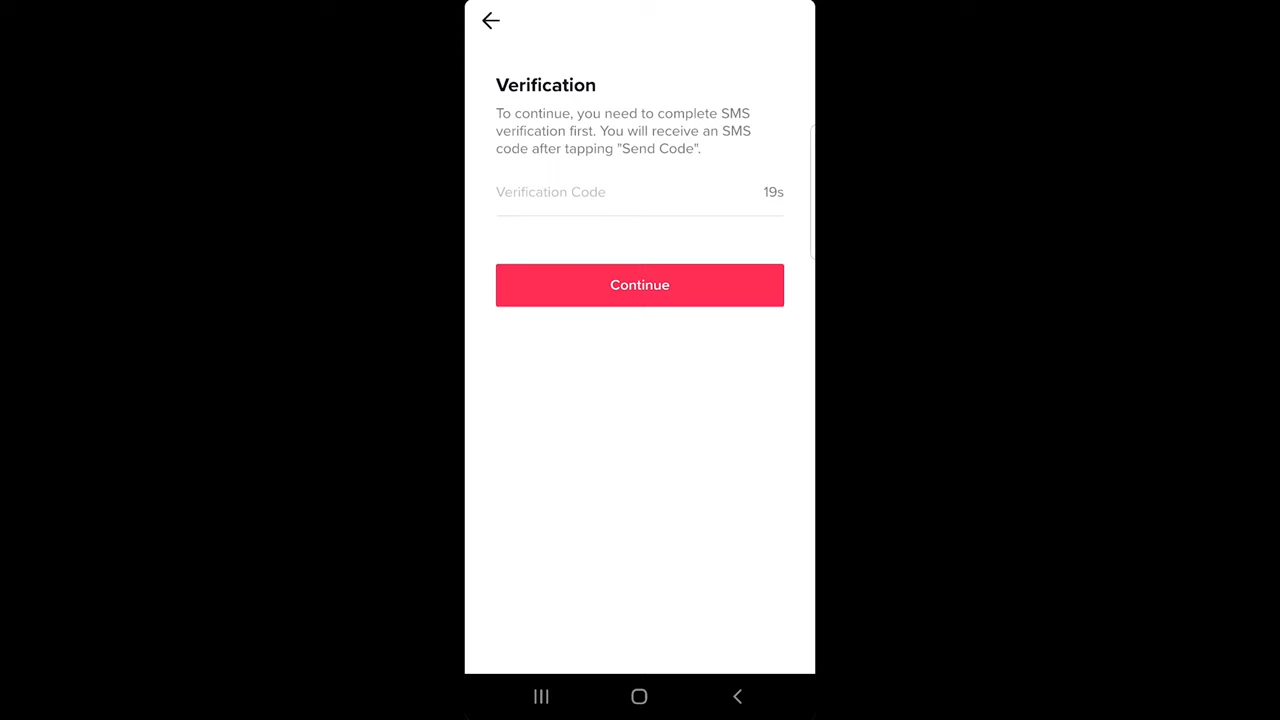 Verification
To continue, you need to complete SMS
verification first. You will receive an SMS
code after tapping "Send Code".
Verification Code 19s
Continue